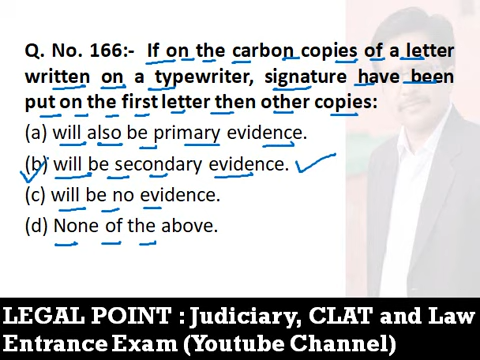 Q. No. 166:- If on the carbon copies of a letter
written on a typewriter, signature have been
put on the first letter then other copies:
(a) will also be primary evidence.
(b) will be secondary evidence.
(c) will be no evidence.
(d) None of the above.
LEGAL POINT : Judiciary, CLAT and Law
Entrance Exam (Youtube Channel)